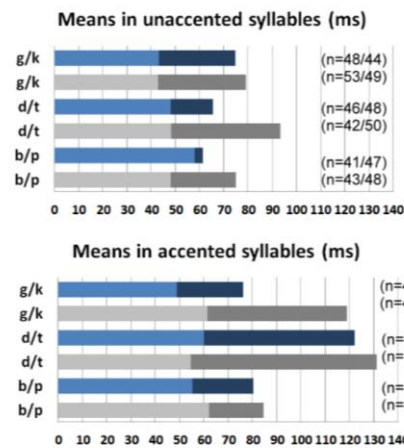 Means in unaccented syllables (ms)
g/k (n=48/44)
g/k (n=53/49)
d/t (n=46/48)
d/t (n=42/50)
b/p (n=41/47)
b/p (n=43/48)
0 10 20 30 40 50 60 70 80 90 100 110 120 130 140
Means in accented syllables (ms)
g/k (n=4
g/k (n=4
d/t (n=
d/t (n=
b/p (n=
b/p (n=
0 10 20 30 40 50 60 70 80 90 100 110 120 130